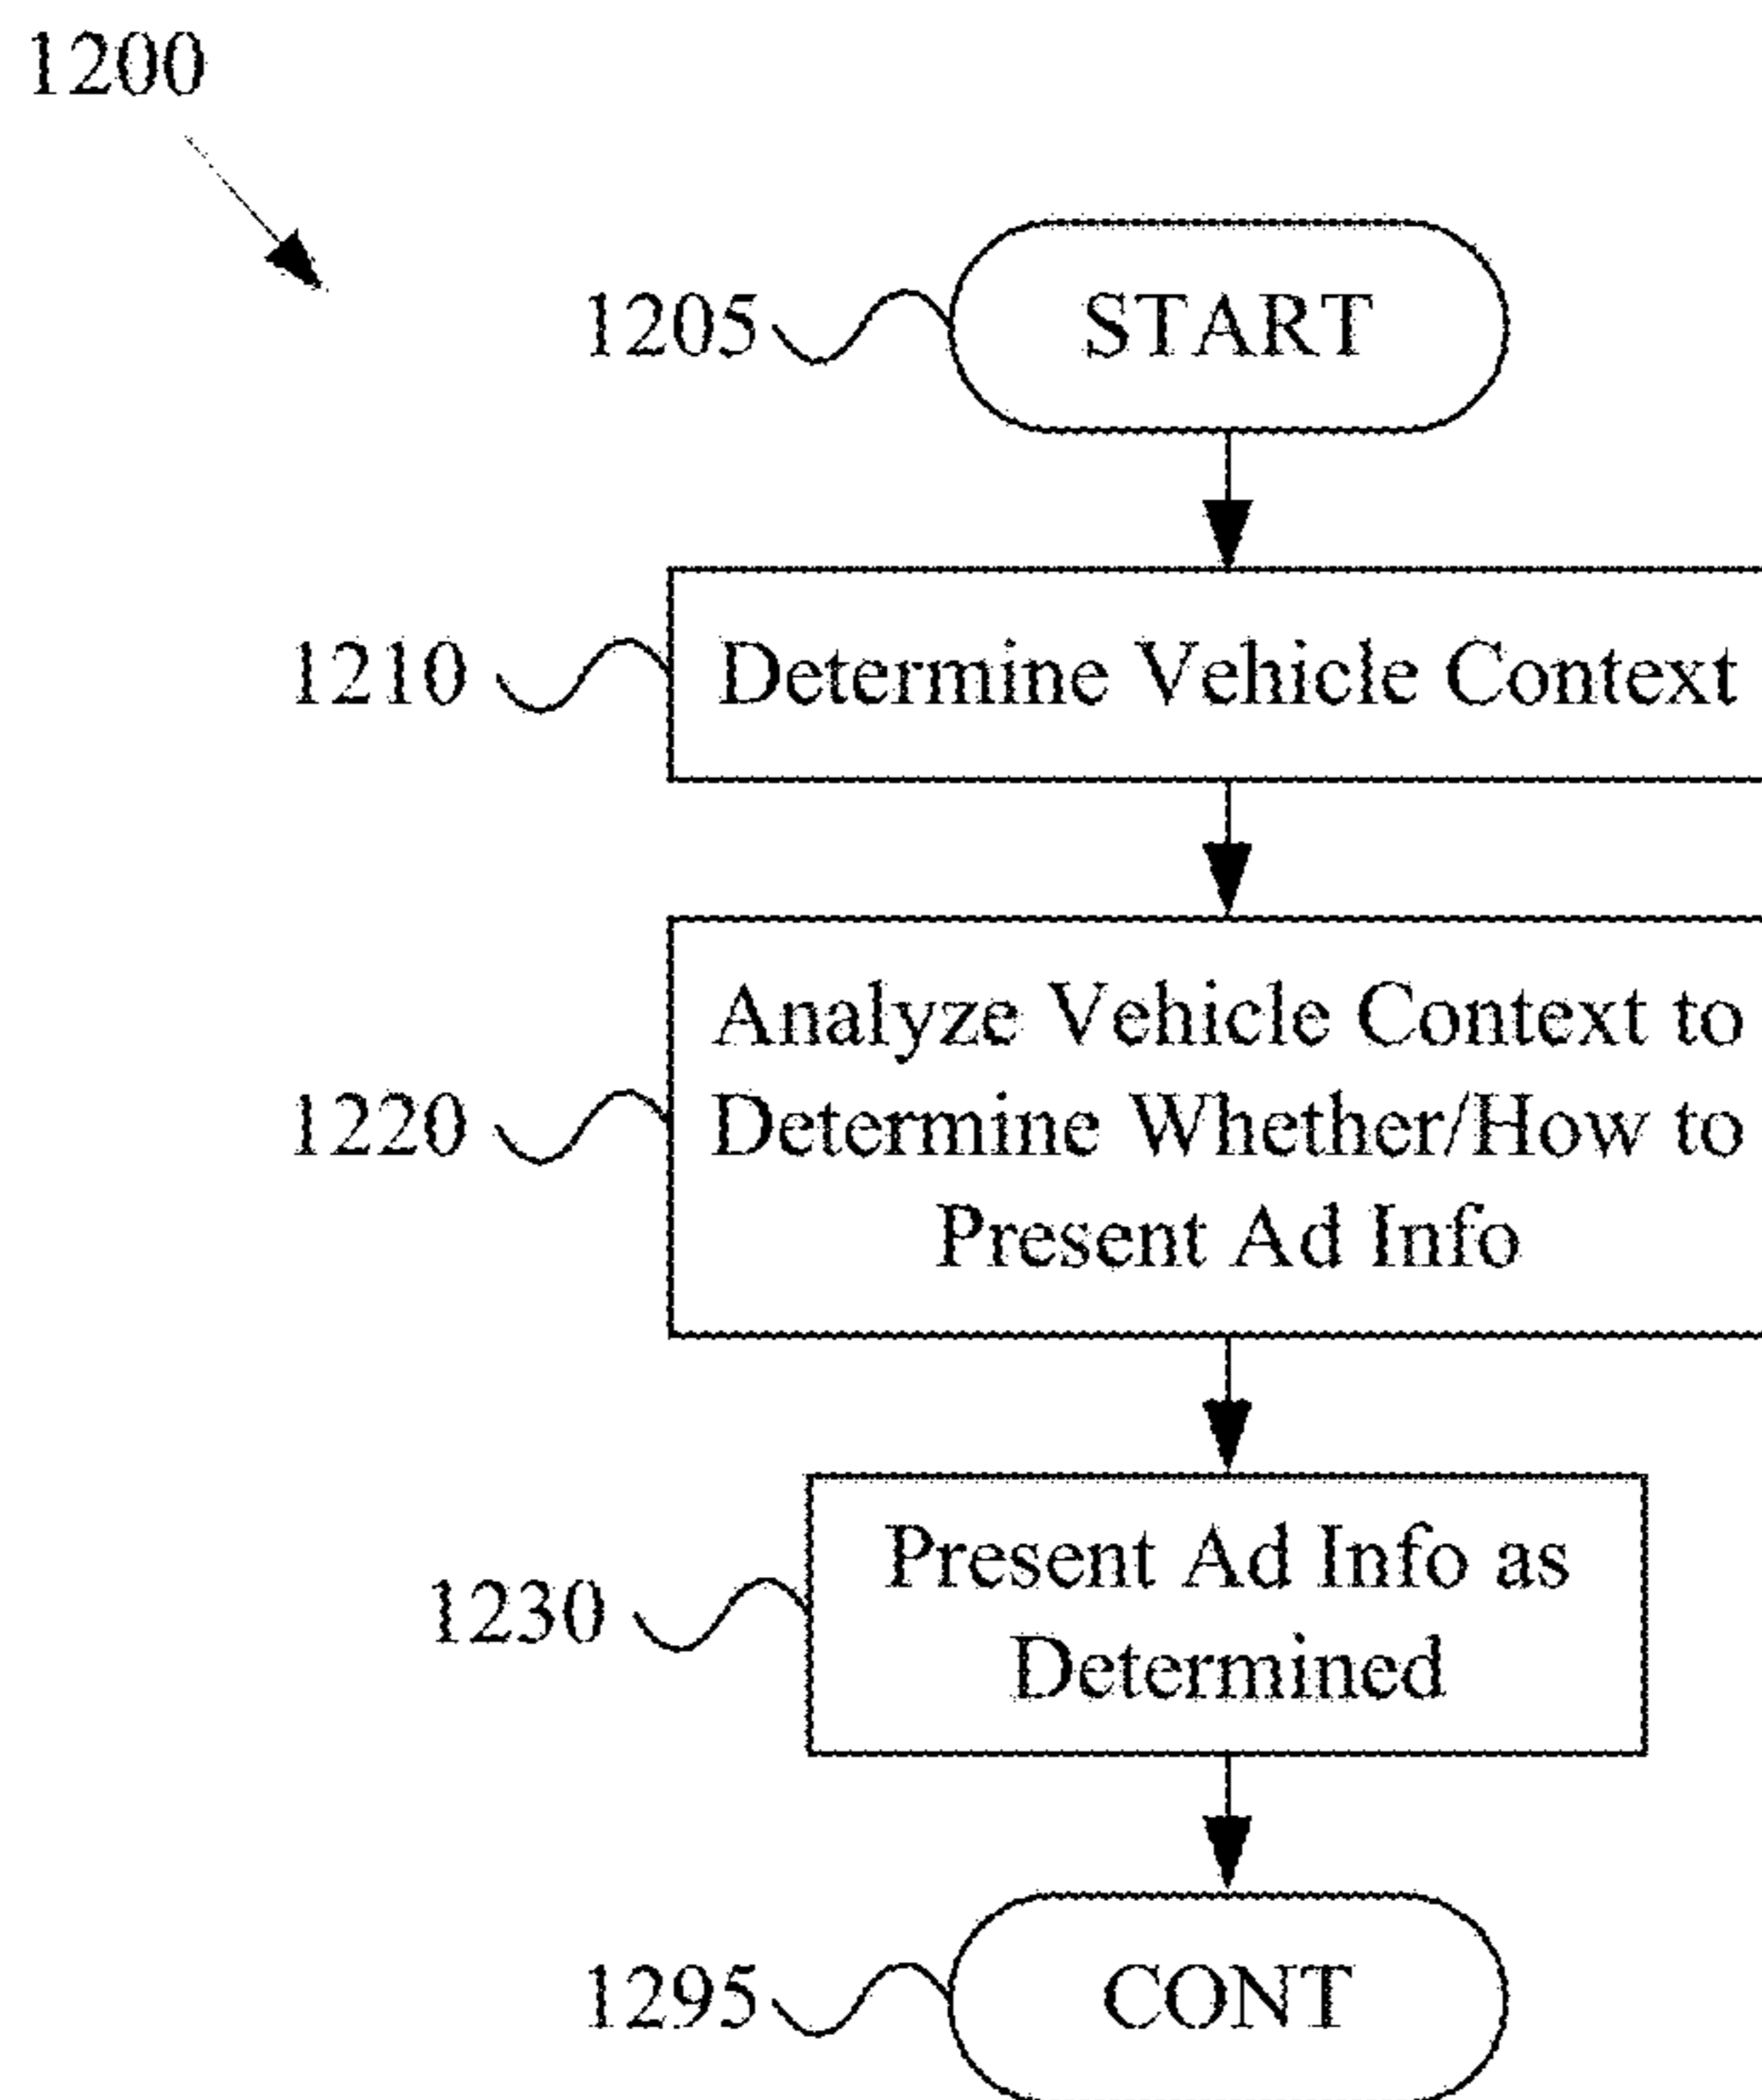 1200
1205
START
1210
Determine Vehicle Context
1220
Analyze Vehicle Context to
Determine Whether/How to
Present Ad Info
1230
Present Ad Info as
Determined
1295
CONT